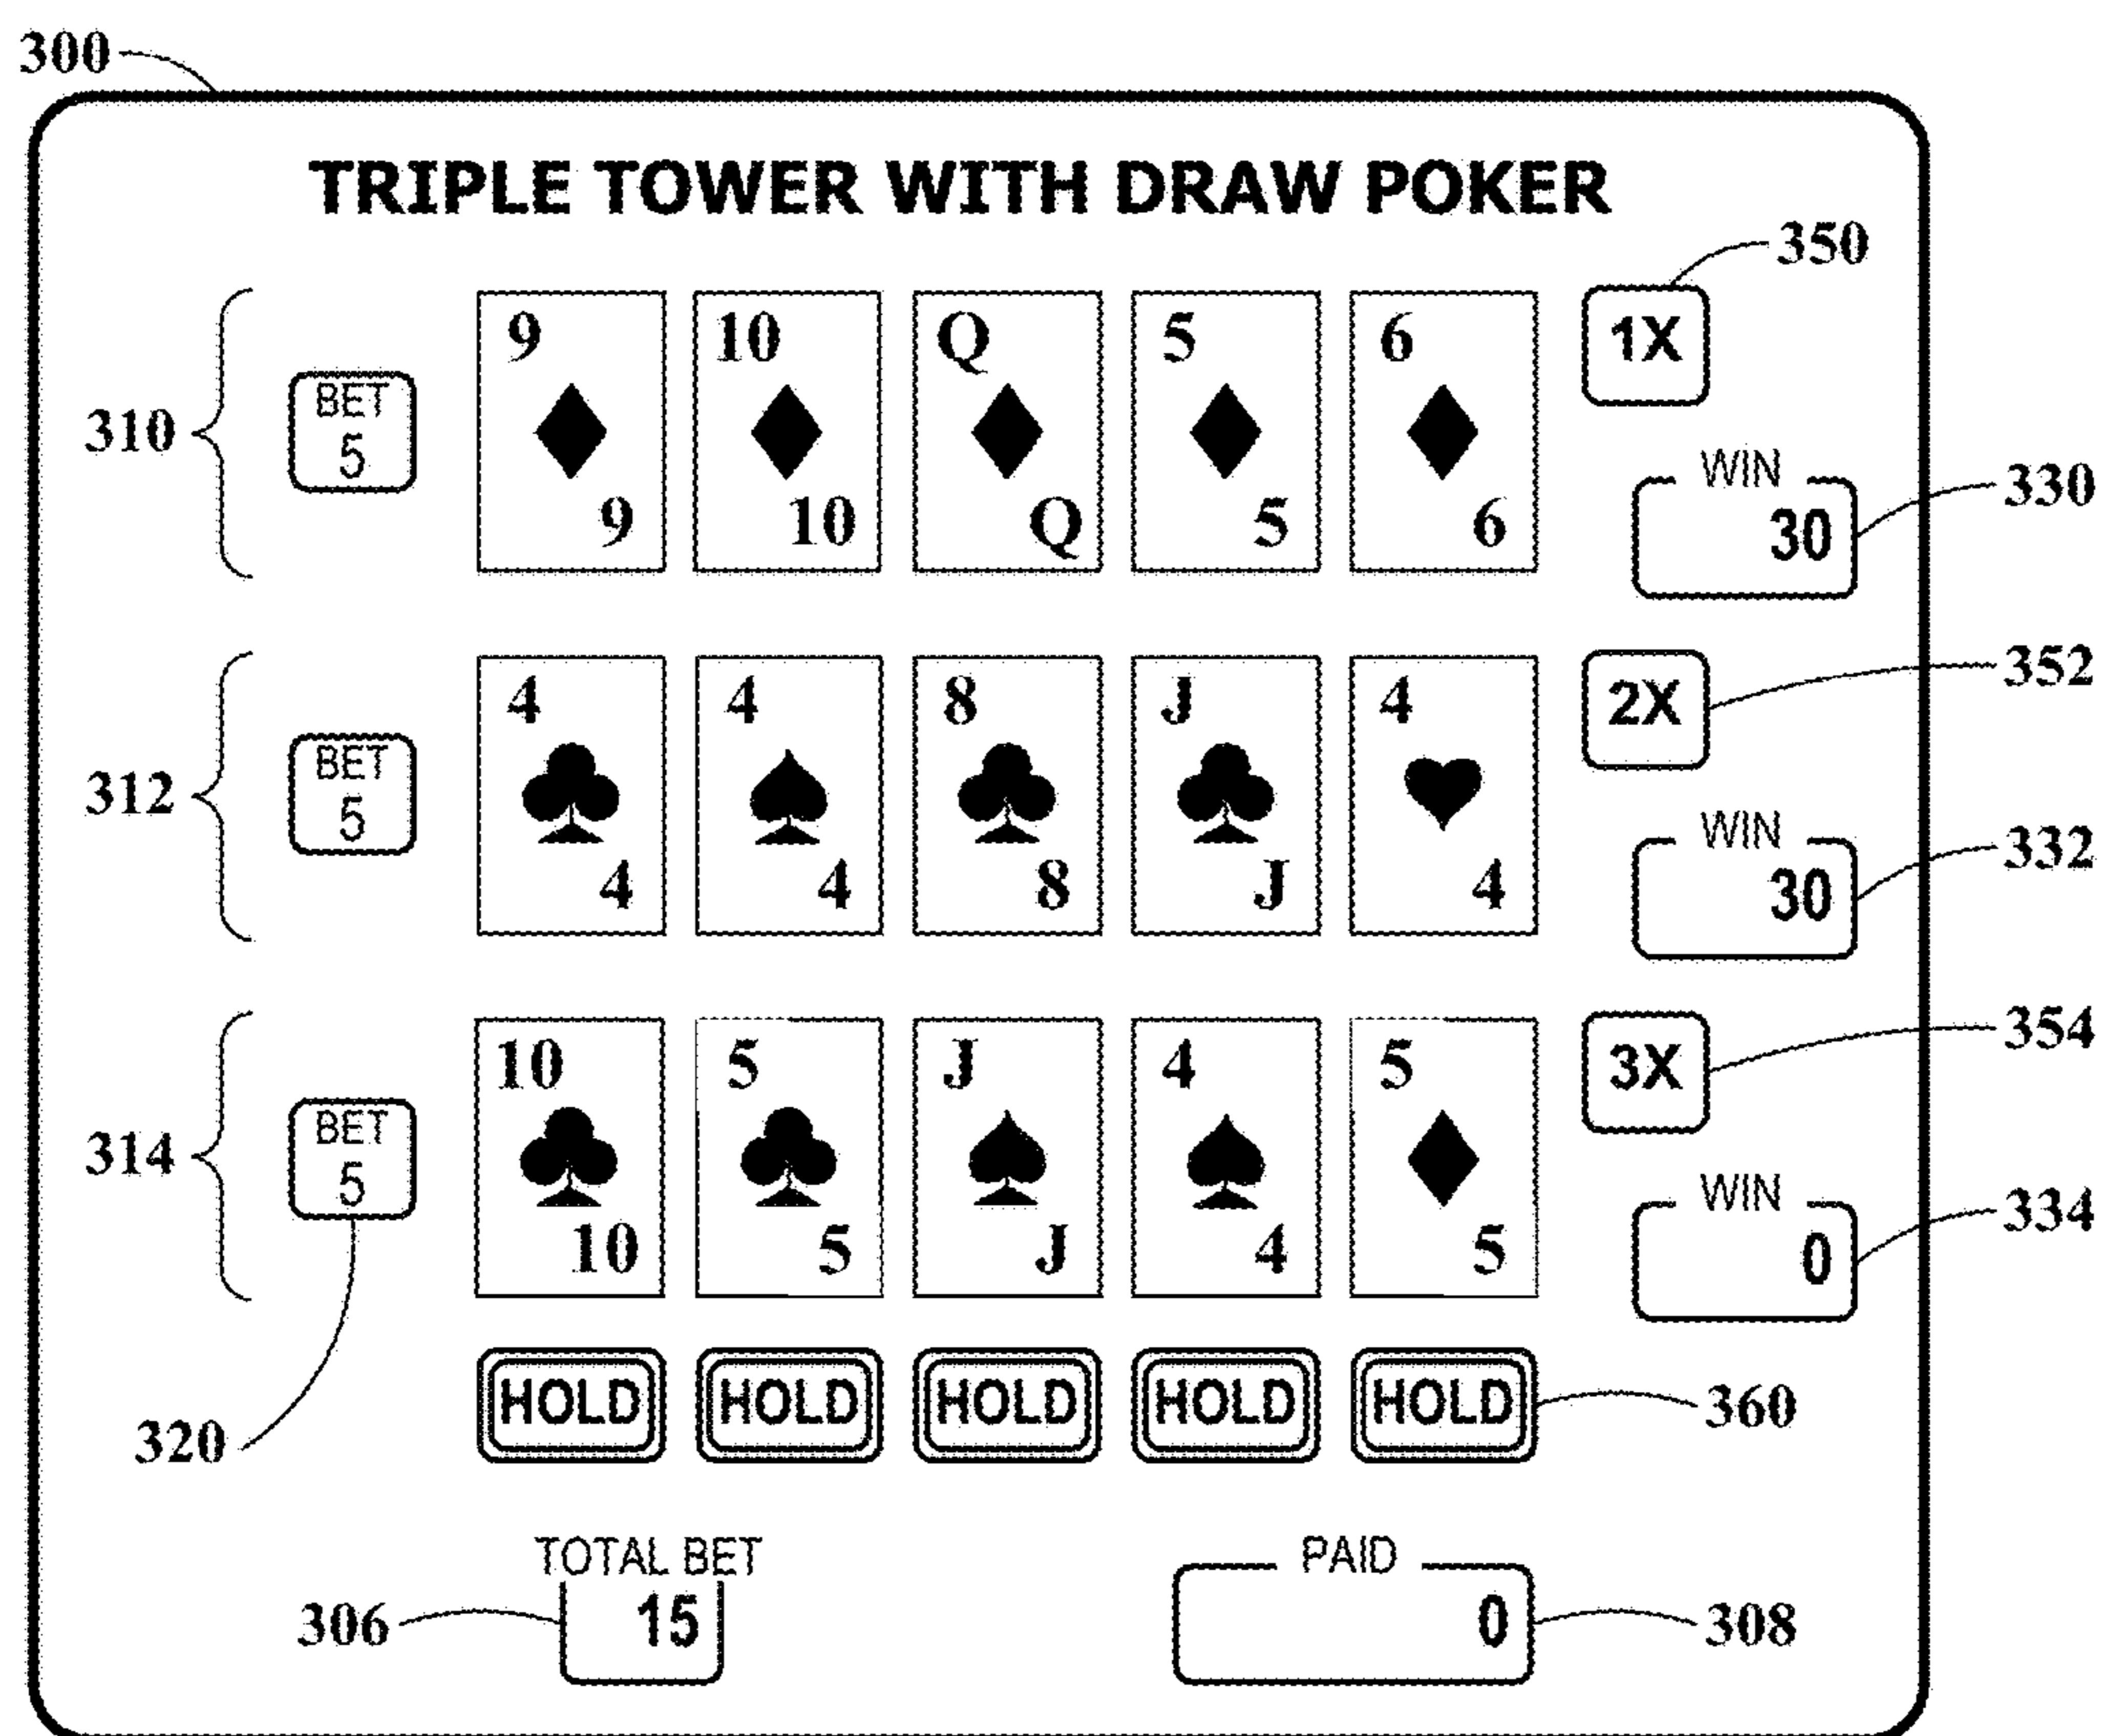 300
TRIPLE TOWER WITH DRAW POKER
350
9 10 Q 5 6 1X
BET
5
310
WIN
30
330
9 10 Q 5 6
352
4 4 8 J 4 2X
BET
5
312
WIN
30
332
4 4 8 J 4
354
10 5 J 4 5 3X
BET
5
314
WIN
0
334
10 5 J 4 5
HOLD HOLD HOLD HOLD HOLD
360
320
TOTAL BET
15
306
PAID
0
308